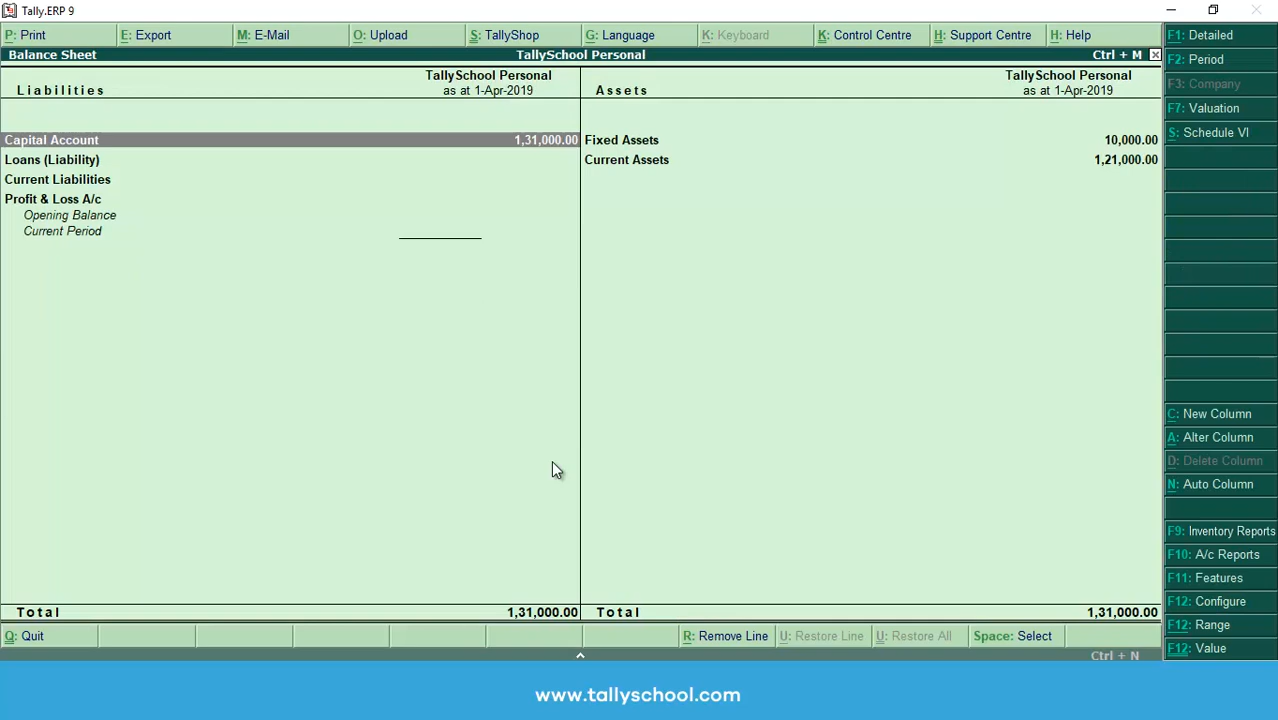 Tally.ERP 9
P: Print E: Export M: E-Mail O: Upload S: TallyShop G: Language K: Keyboard K: Control Centre H: Support Centre H: Help
Balance Sheet TallySchool Personal Ctrl + M
Liabilities TallySchool Personal as at 1-Apr-2019
Assets TallySchool Personal as at 1-Apr-2019
Capital Account 1,31,000.00
Loans (Liability)
Current Liabilities
Profit & Loss A/c
Opening Balance
Current Period
Fixed Assets 10,000.00
Current Assets 1,21,000.00
Total 1,31,000.00
Total 1,31,000.00
F1: Detailed
F2: Period
F3: Company
F7: Valuation
S: Schedule VI
C: New Column
A: Alter Column
D: Delete Column
N: Auto Column
F9: Inventory Reports
F10: A/c Reports
F11: Features
F12: Configure
F12: Range
F12: Value
Q: Quit R: Remove Line U: Restore Line U: Restore All Space: Select
Ctrl + N
www.tallyschool.com